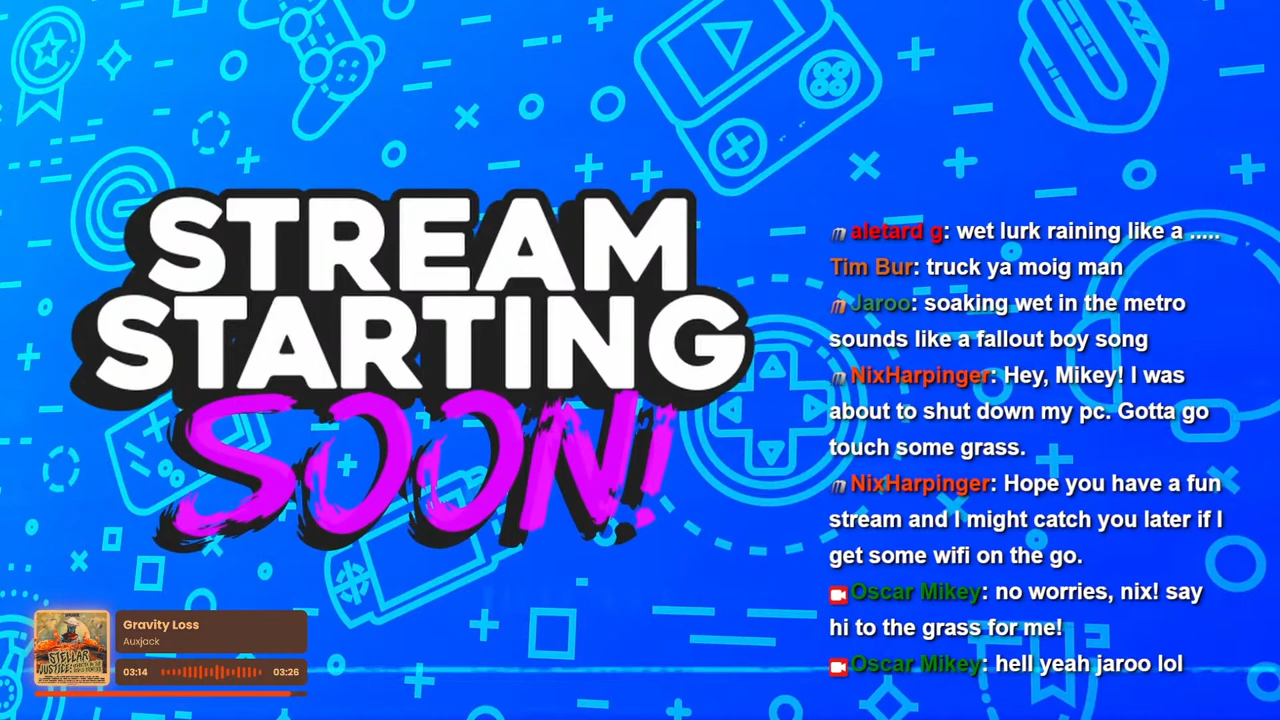 STREAM
STARTING
SOON!
aletard g: wet lurk raining like a .....
Tim Bur: truck ya moig man
Jaroo: soaking wet in the metro
sounds like a fallout boy song
NixHarpinger: Hey, Mikey! I was
about to shut down my pc. Gotta go
touch some grass.
NixHarpinger: Hope you have a fun
stream and I might catch you later if I
get some wifi on the go.
Oscar Mikey: no worries, nix! say
hi to the grass for me!
Oscar Mikey: hell yeah jaroo lol
Gravity Loss
Auxjack
STELLAR
JUSTICE:
03:14
03:26